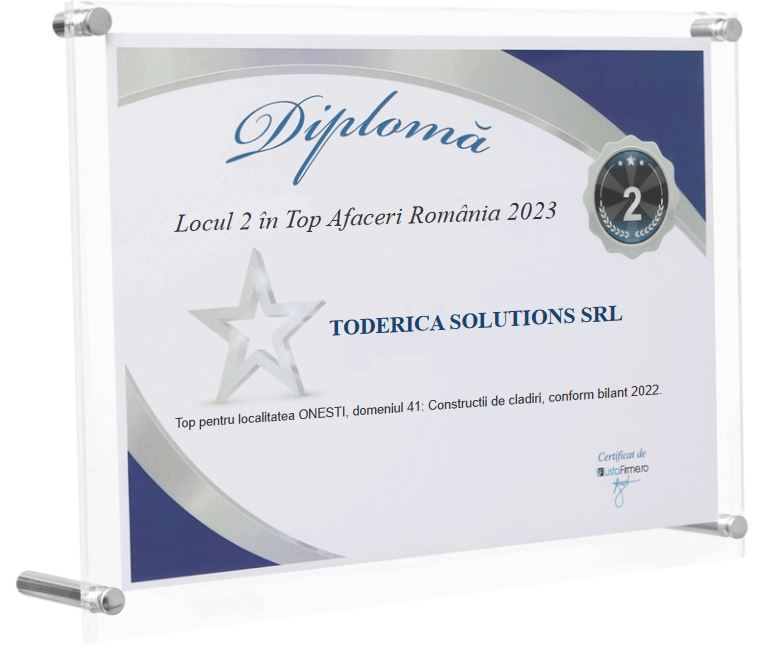 Diplomă
Locul 2 în Top Afaceri România 2023
2
TODERICA SOLUTIONS SRL
Top pentru localitatea ONESTI, domeniul 41: Constructii de cladiri, conform bilant 2022.
Certificat de
ListaFirme.ro